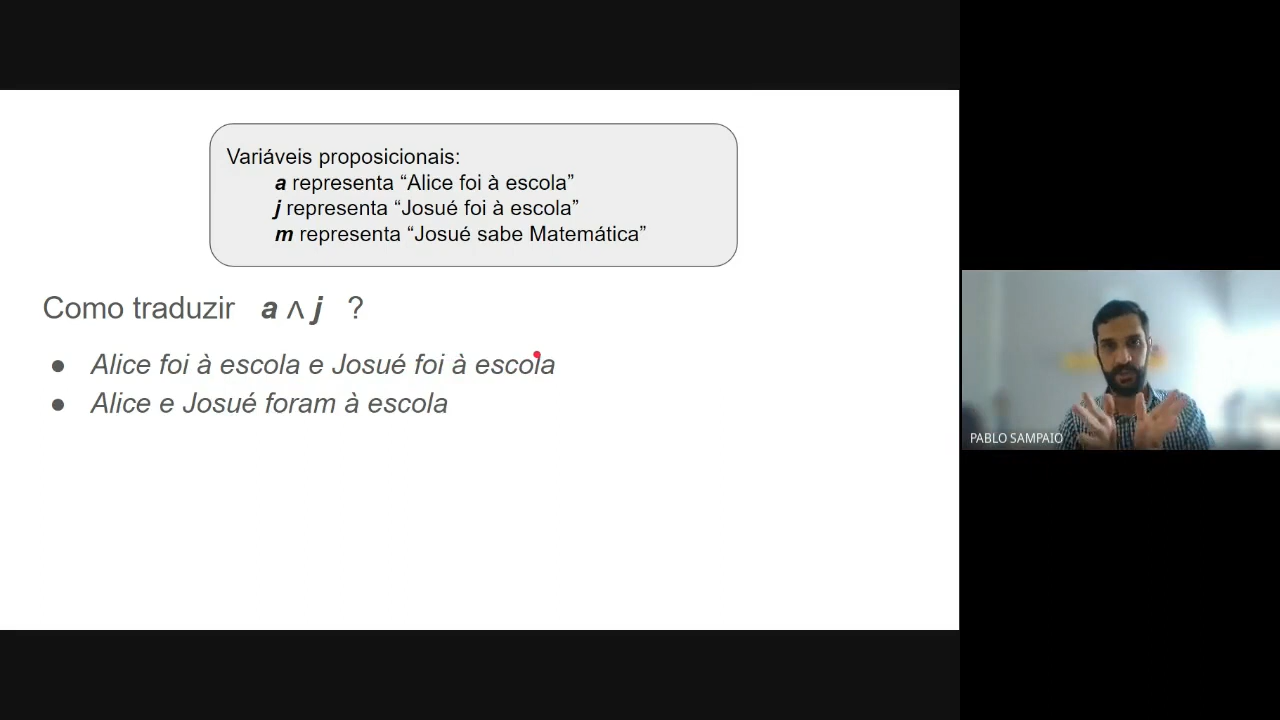 Variáveis proposicionais:
a representa “Alice foi à escola”
j representa “Josué foi à escola”
m representa “Josué sabe Matemática”
Como traduzir a ∧ j ?
● Alice foi à escola e Josué foi à escola
● Alice e Josué foram à escola
PABLO SAMPAIO